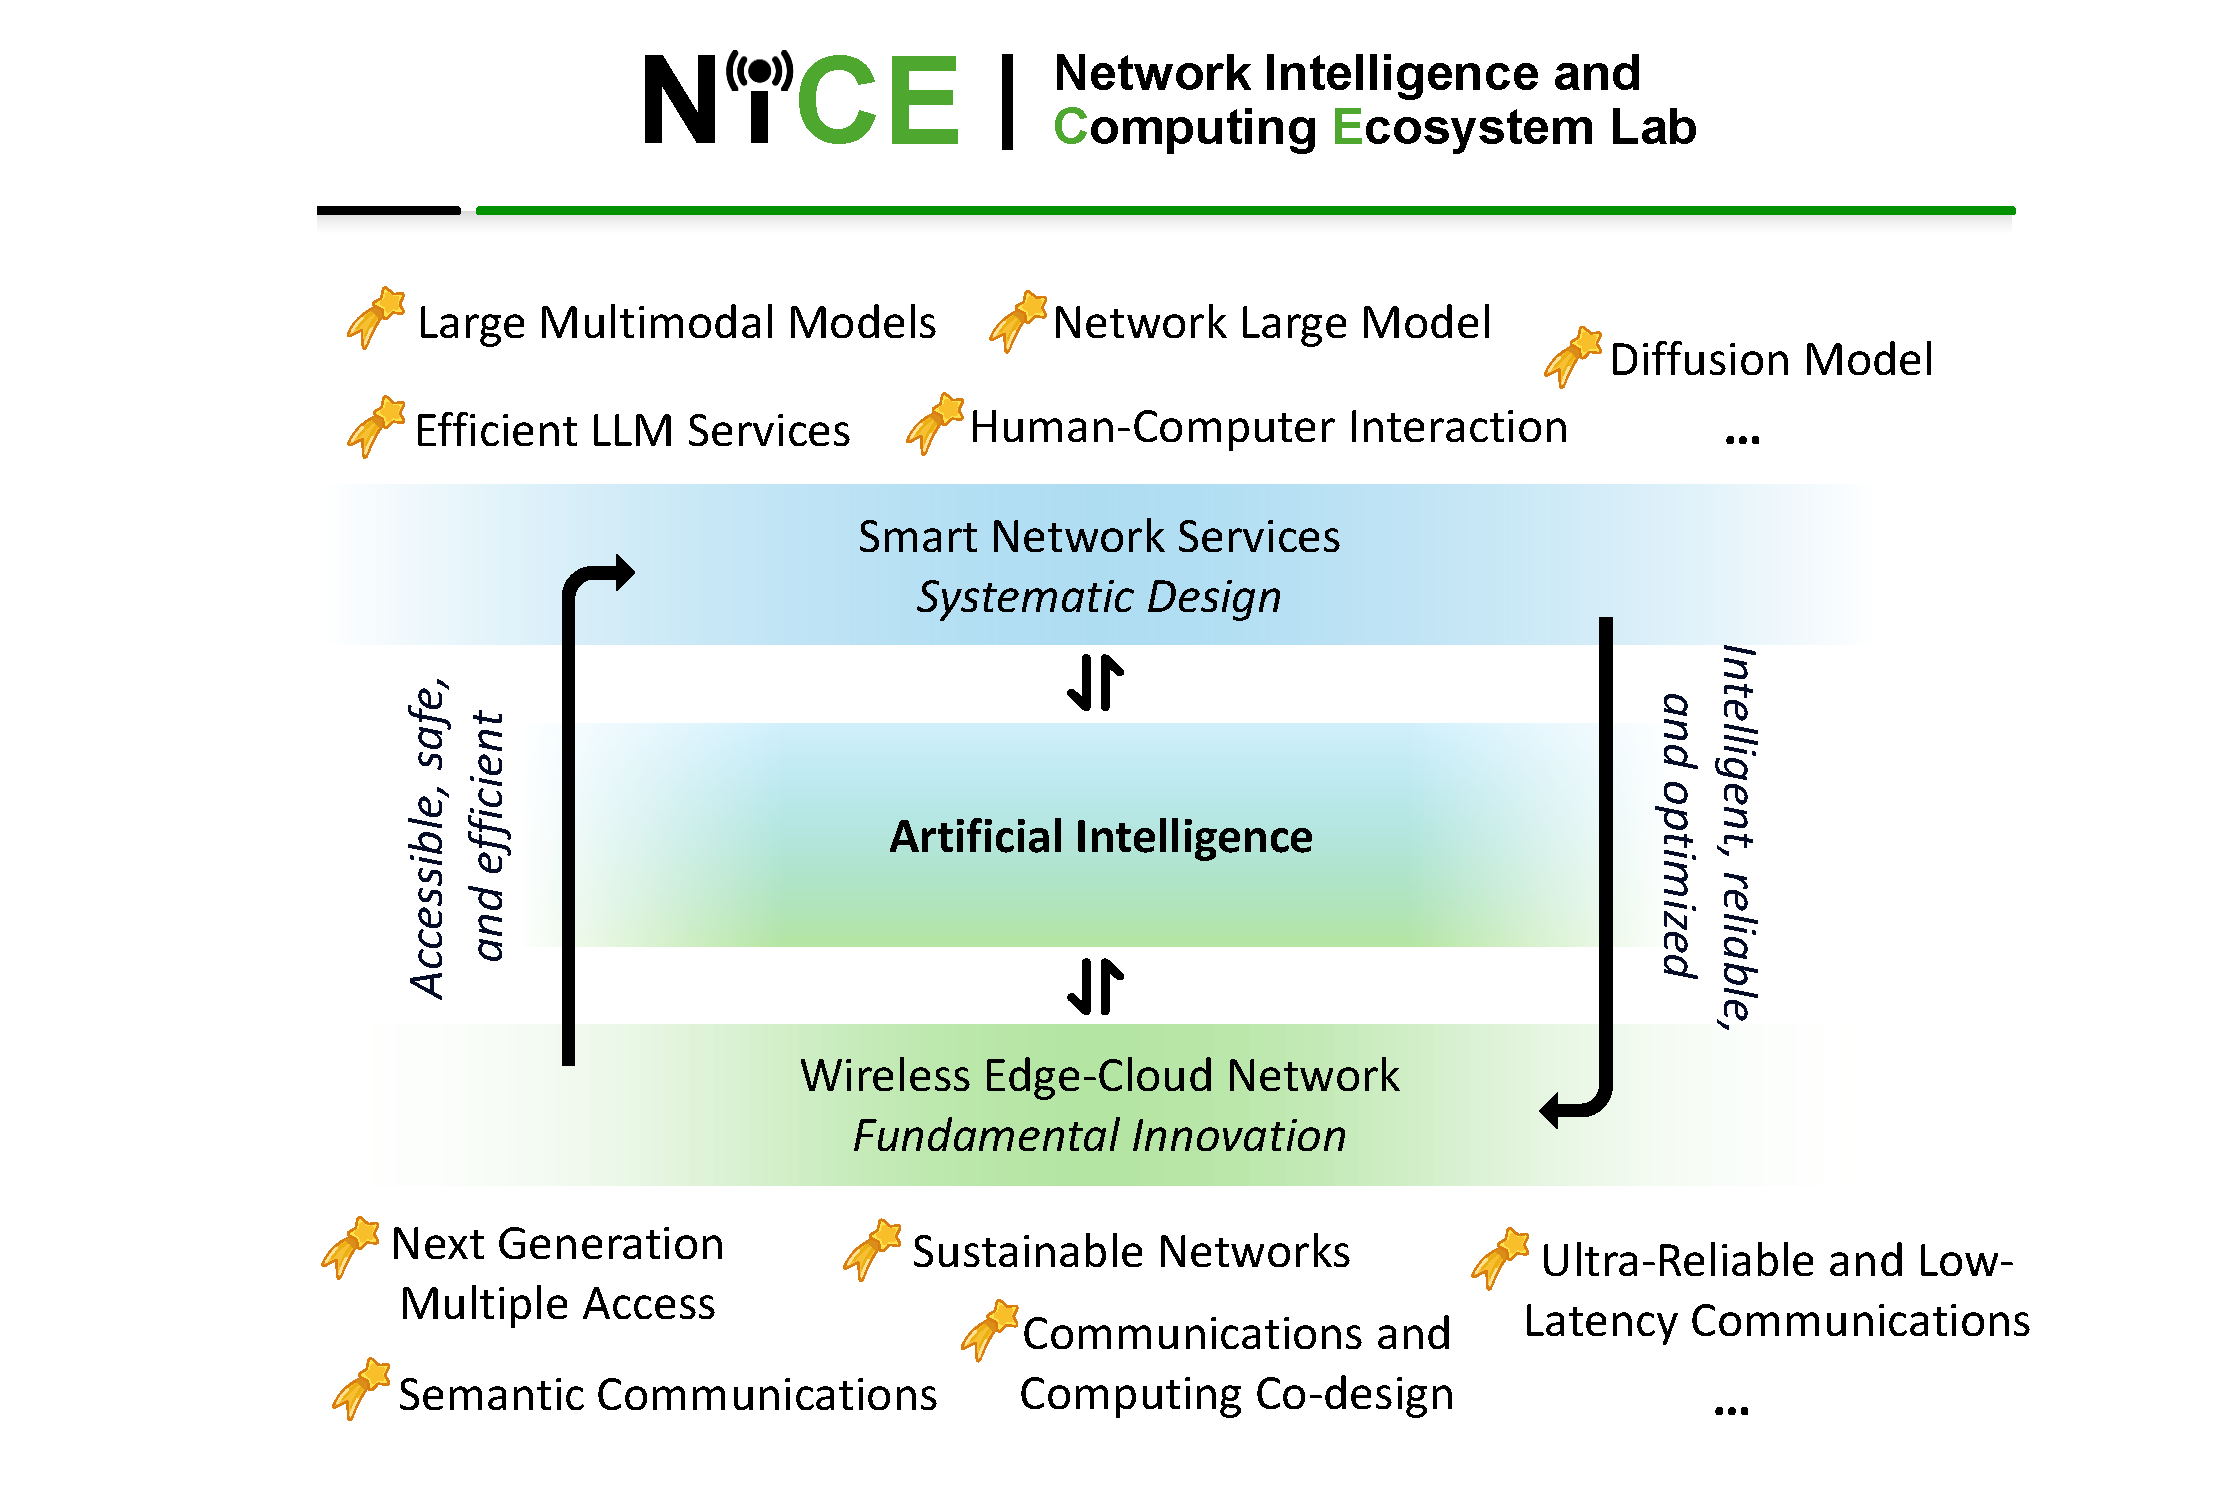 NiCE
Network Intelligence and
Computing Ecosystem Lab
Large Multimodal Models
Network Large Model
Diffusion Model
Efficient LLM Services
Human-Computer Interaction
...
Smart Network Services
Systematic Design
Accessible, safe,
and efficient
Artificial Intelligence
Intelligent, reliable,
and optimized
Wireless Edge-Cloud Network
Fundamental Innovation
Next Generation
Multiple Access
Sustainable Networks
Ultra-Reliable and Low-
Latency Communications
Semantic Communications
Communications and
Computing Co-design
...